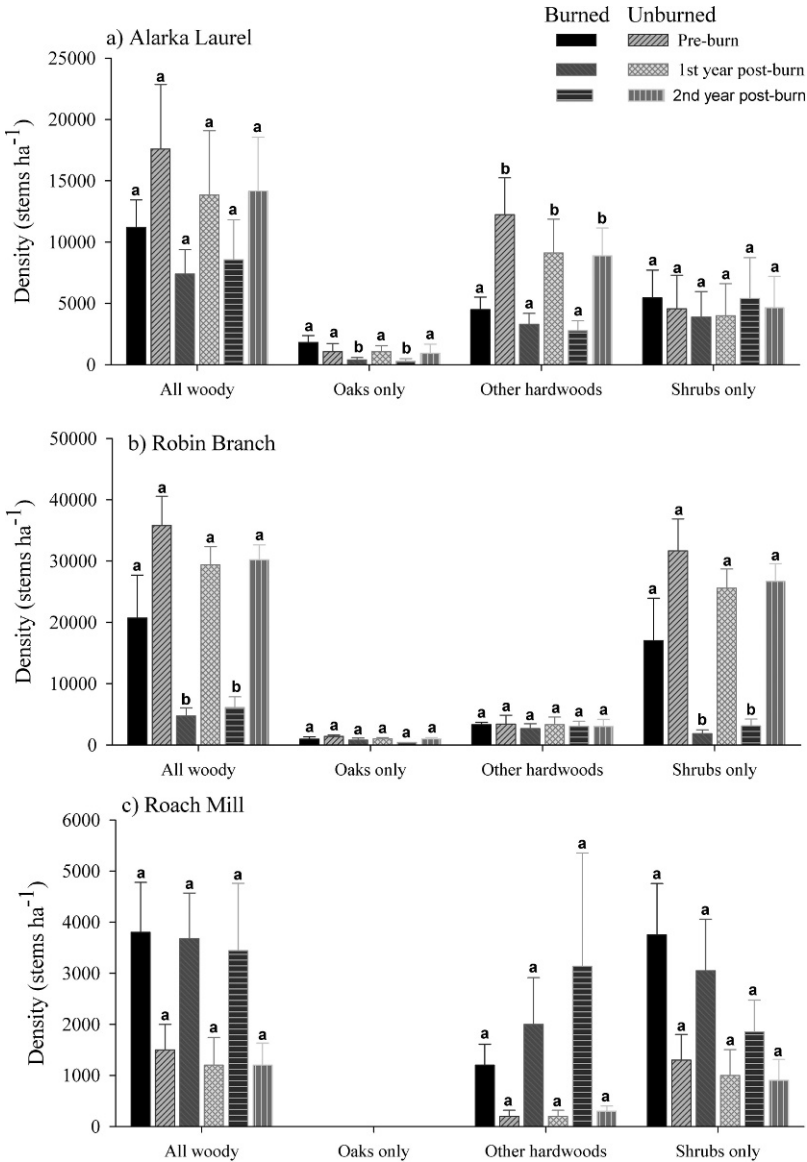 Burned Unburned
Pre-burn
1st year post-burn
2nd year post-burn
a) Alarka Laurel
Density (stems ha-1)
25000
20000
15000
10000
5000
0
a a a a a a
a a b a b a
a b a b a b
a a a a a a
All woody Oaks only Other hardwoods Shrubs only
b) Robin Branch
Density (stems ha-1)
50000
40000
30000
20000
10000
0
a a b a b a
a a a a a a
a a a a a a
a a b a b a
All woody Oaks only Other hardwoods Shrubs only
c) Roach Mill
Density (stems ha-1)
6000
5000
4000
3000
2000
1000
0
a a a a a a
a a a a a a
a a a a a a
All woody Oaks only Other hardwoods Shrubs only